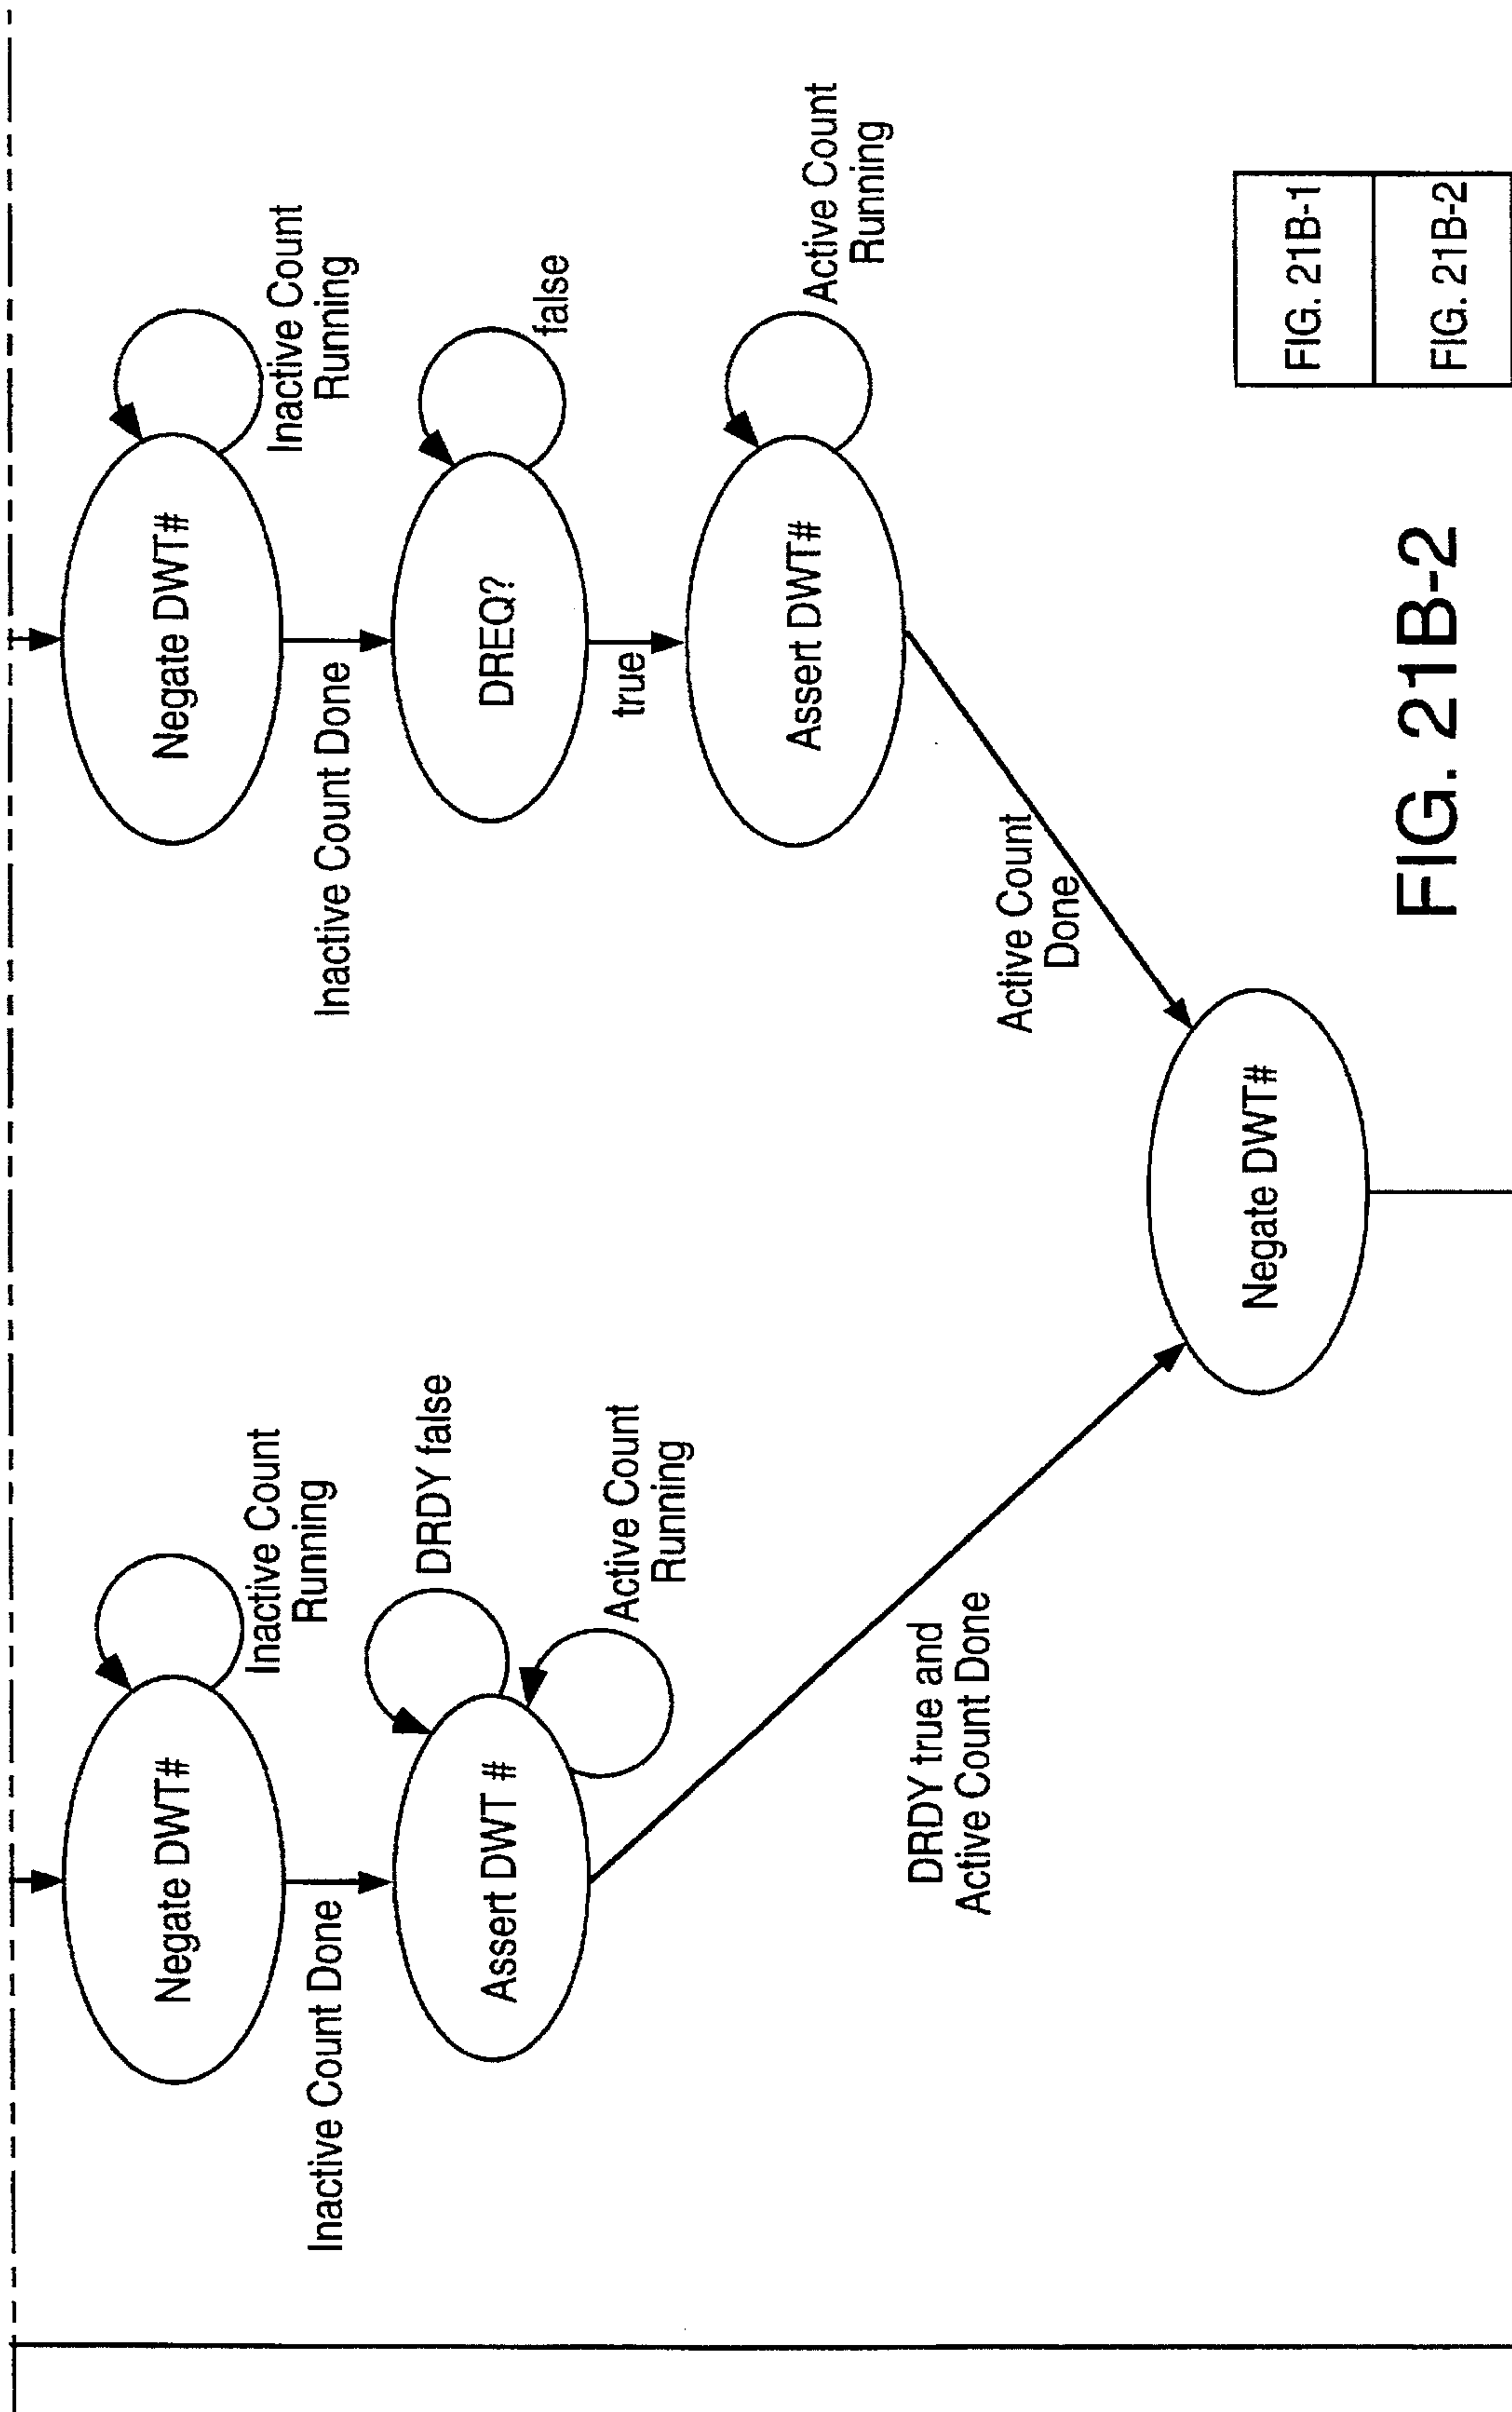 Negate DWT#
Inactive Count
Running
Inactive Count Done
Assert DWT #
DRDY false
Active Count
Running
DRDY true and
Active Count Done
Negate DWT#
Inactive Count
Running
Inactive Count Done
DREQ?
false
true
Assert DWT#
Active Count
Running
Active Count
Done
Negate DWT#
FIG. 21B-1
FIG. 21B-2
FIG. 21B-2